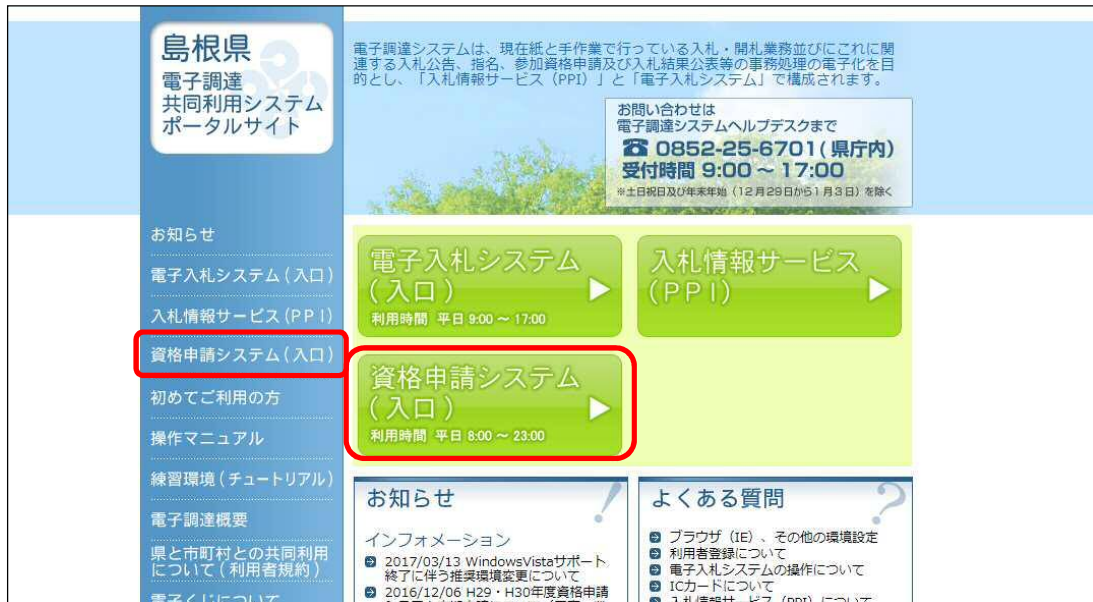 島根県
電子調達
共同利用システム
ポータルサイト
電子調達システムは、現在紙と手作業で行っている入札・開札業務並びにこれに関
連する入札公告、指名、参加資格申請及び入札結果公表等の事務処理の電子化を目
的とし、「入札情報サービス（PPI）」と「電子入札システム」で構成されます。
お問い合わせは
電子調達システムヘルプデスクまで
☎ 0852-25-6701(県庁内)
受付時間 9:00 ～ 17:00
※土日祝日及び年末年始（12月29日から1月3日）を除く
お知らせ
電子入札システム(入口)
入札情報サービス(PPI)
資格申請システム(入口)
初めてご利用の方
操作マニュアル
練習環境(チュートリアル)
電子調達概要
県と市町村との共同利用
について(利用者規約)
電子くじについて
電子入札システム
(入口)
利用時間 平日 9:00 ～ 17:00
入札情報サービス
(PPI)
資格申請システム
(入口)
利用時間 平日 8:00 ～ 23:00
お知らせ
インフォメーション
2017/03/13 WindowsVistaサポート
終了に伴う推奨環境変更について
2016/12/06 H29・H30年度資格申請
よくある質問
ブラウザ（IE）、その他の環境設定
利用者登録について
電子入札システムの操作について
ICカードについて
入札情報サービス（PPI）について